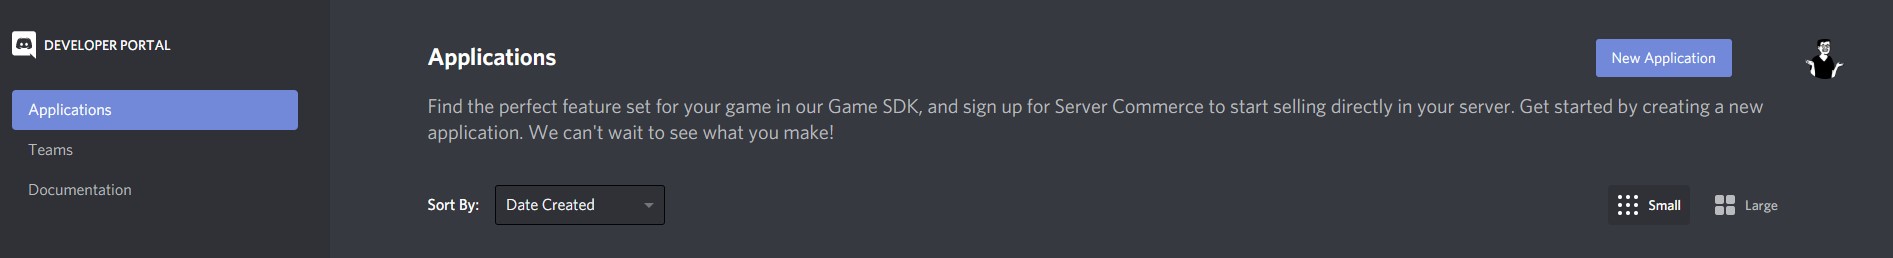 DEVELOPER PORTAL
Applications
Teams
Documentation
Applications
New Application
Find the perfect feature set for your game in our Game SDK, and sign up for Server Commerce to start selling directly in your server. Get started by creating a new
application. We can't wait to see what you make!
Sort By: Date Created
Small Large